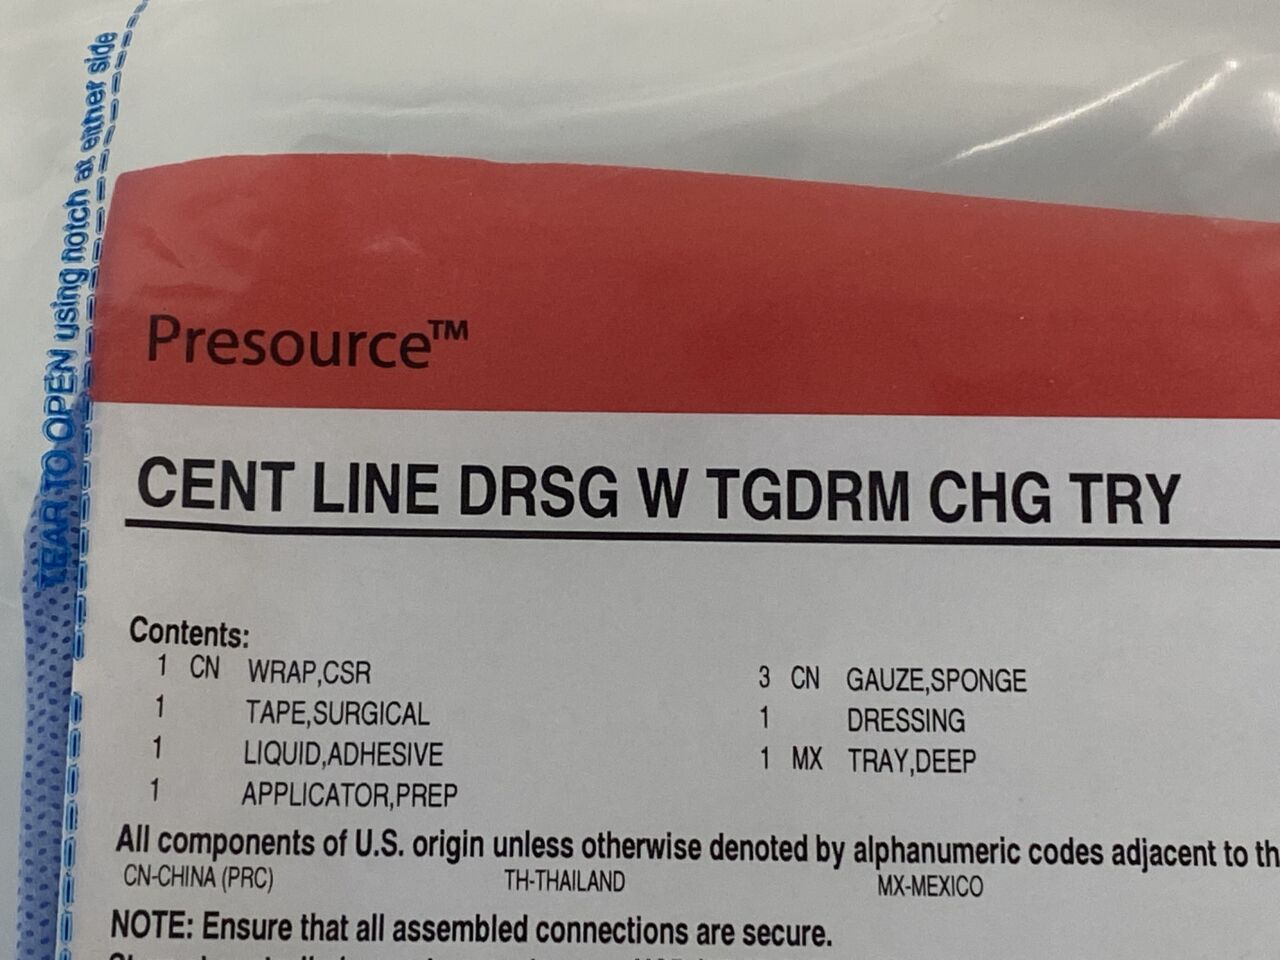 TEAR TO OPEN using notch at either side
Presource™
CENT LINE DRSG W TGDRM CHG TRY
Contents:
1 CN WRAP,CSR
1 TAPE,SURGICAL
1 LIQUID,ADHESIVE
1 APPLICATOR,PREP
3 CN GAUZE,SPONGE
1 DRESSING
1 MX TRAY,DEEP
All components of U.S. origin unless otherwise denoted by alphanumeric codes adjacent to th
CN-CHINA (PRC) TH-THAILAND MX-MEXICO
NOTE: Ensure that all assembled connections are secure.